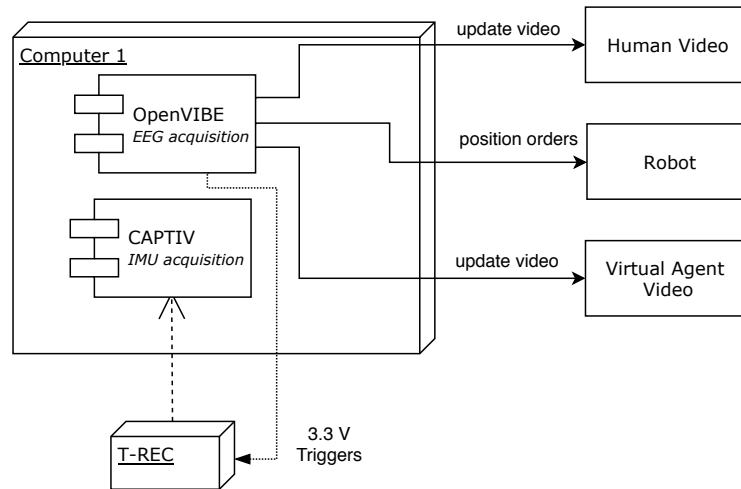 update video
Human Video
Computer 1
OpenVIBE
EEG acquisition
position orders
Robot
CAPTIV
IMU acquisition
update video
Virtual Agent
Video
3.3 V
Triggers
T-REC